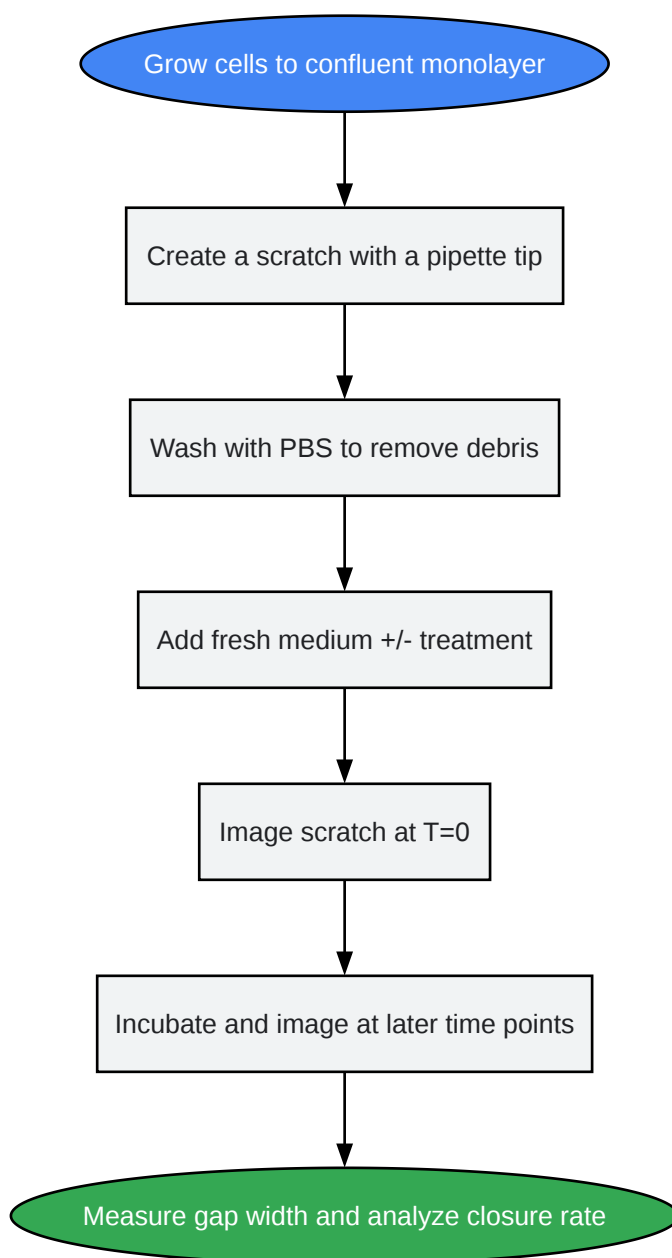 Grow cells to confluent monolayer
Create a scratch with a pipette tip
Wash with PBS to remove debris
Add fresh medium +/- treatment
Image scratch at T=0
Incubate and image at later time points
Measure gap width and analyze closure rate